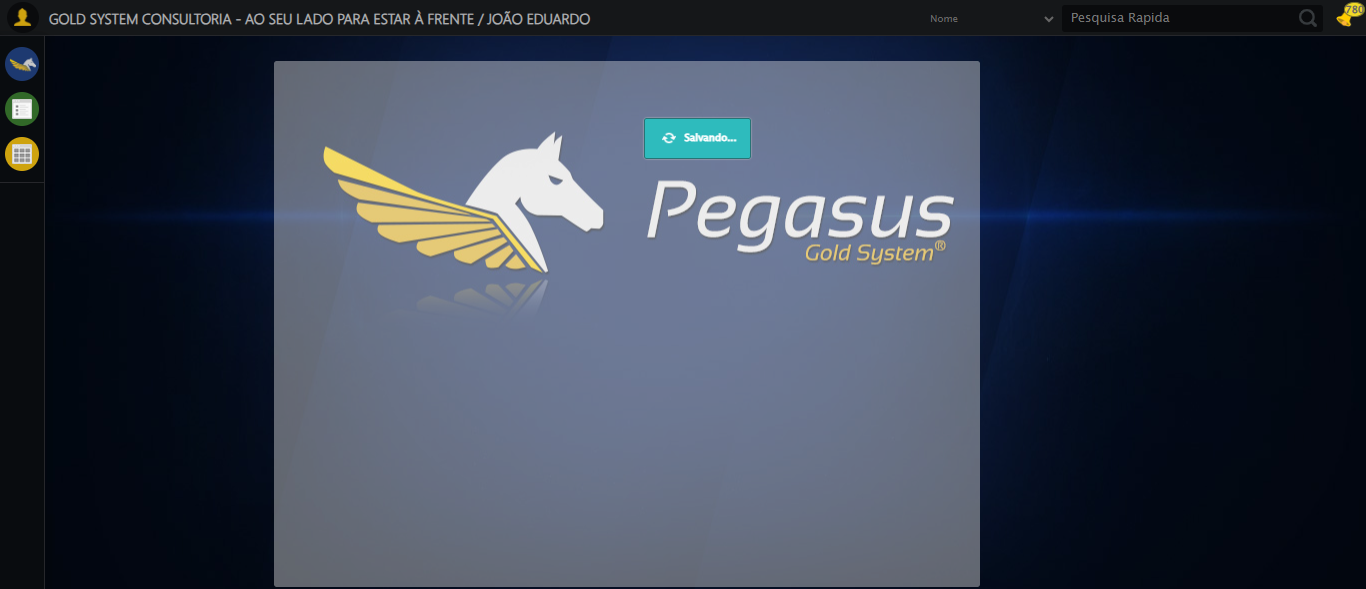 GOLD SYSTEM CONSULTORIA - AO SEU LADO PARA ESTAR À FRENTE / JOÃO EDUARDO
Nome
Pesquisa Rapida
780
Salvando...
Pegasus
Gold System®